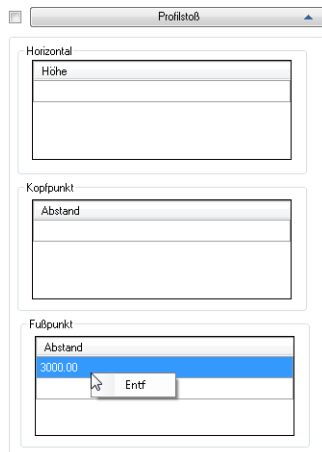 Profilstoß
Horizontal
Höhe
Kopfpunkt
Abstand
Fußpunkt
Abstand
3000.00
Entf